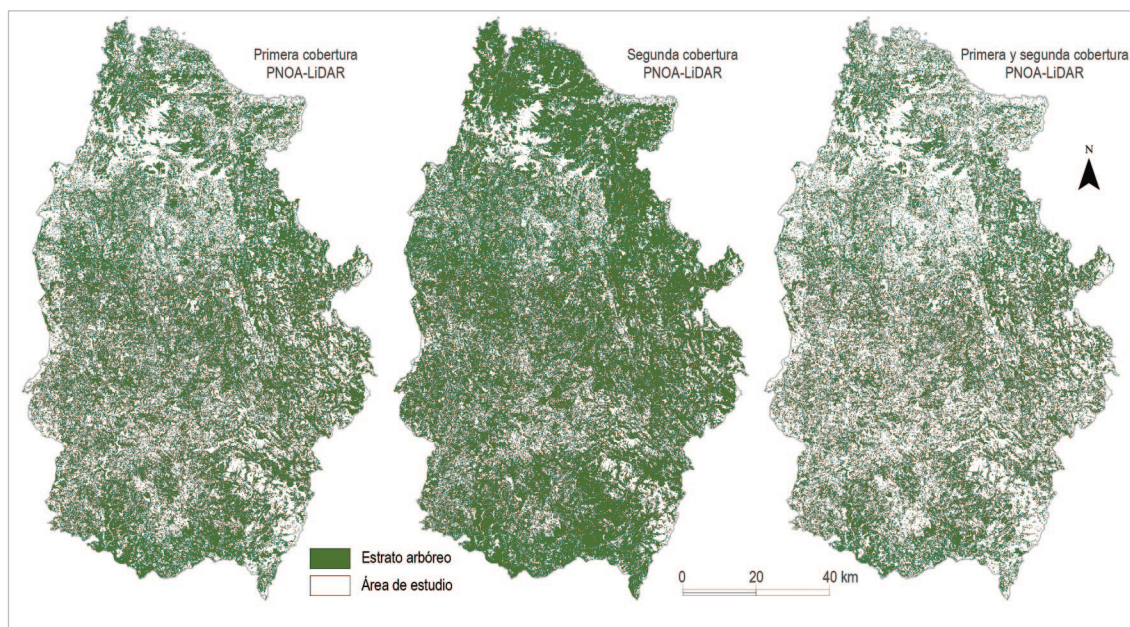 Primera cobertura
PNOA-LiDAR
Segunda cobertura
PNOA-LiDAR
Primera y segunda cobertura
PNOA-LiDAR
N
Estrato arbóreo
Área de estudio
0 20 40 km